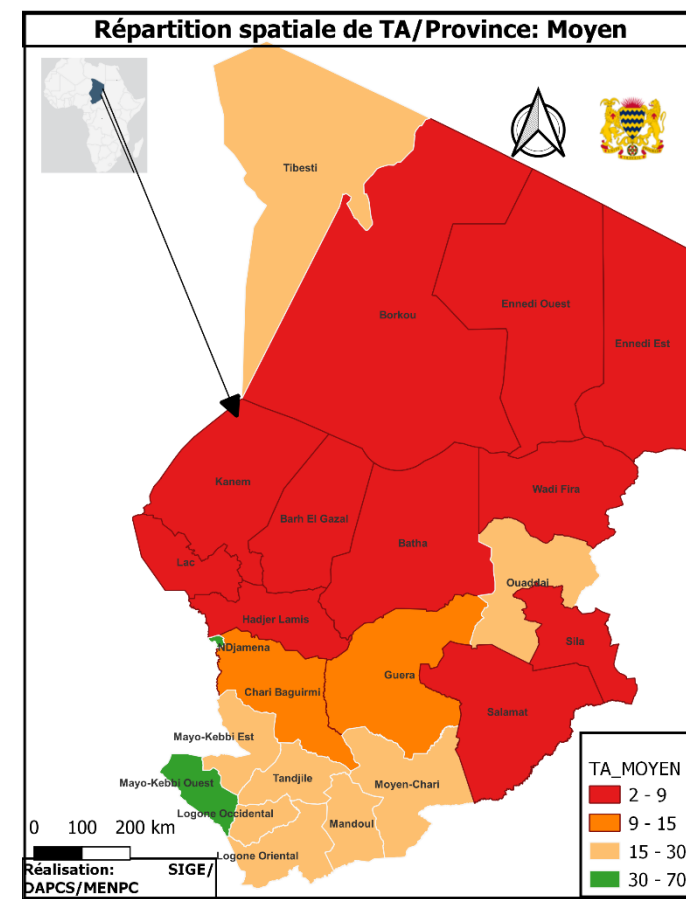 Répartition spatiale de TA/Province: Moyen
Tibesti
Ennedi Ouest
Borkou
Ennedi Est
Kanem
Wadi Fira
Barh El Gazal
Batha
Lac
Ouaddai
Hadjer Lamis
Sila
NDjamena
Guera
Chari Baguirmi
Salamat
Mayo-Kebbi Est
Tandjile
Mayo-Kebbi Ouest
Moyen-Chari
Logone Occidental
Mandoul
Logone Oriental
TA_MOYEN
2 - 9
9 - 15
15 - 30
30 - 70
0 100 200 km
Réalisation: SIGE/
DAPCS/MENPC